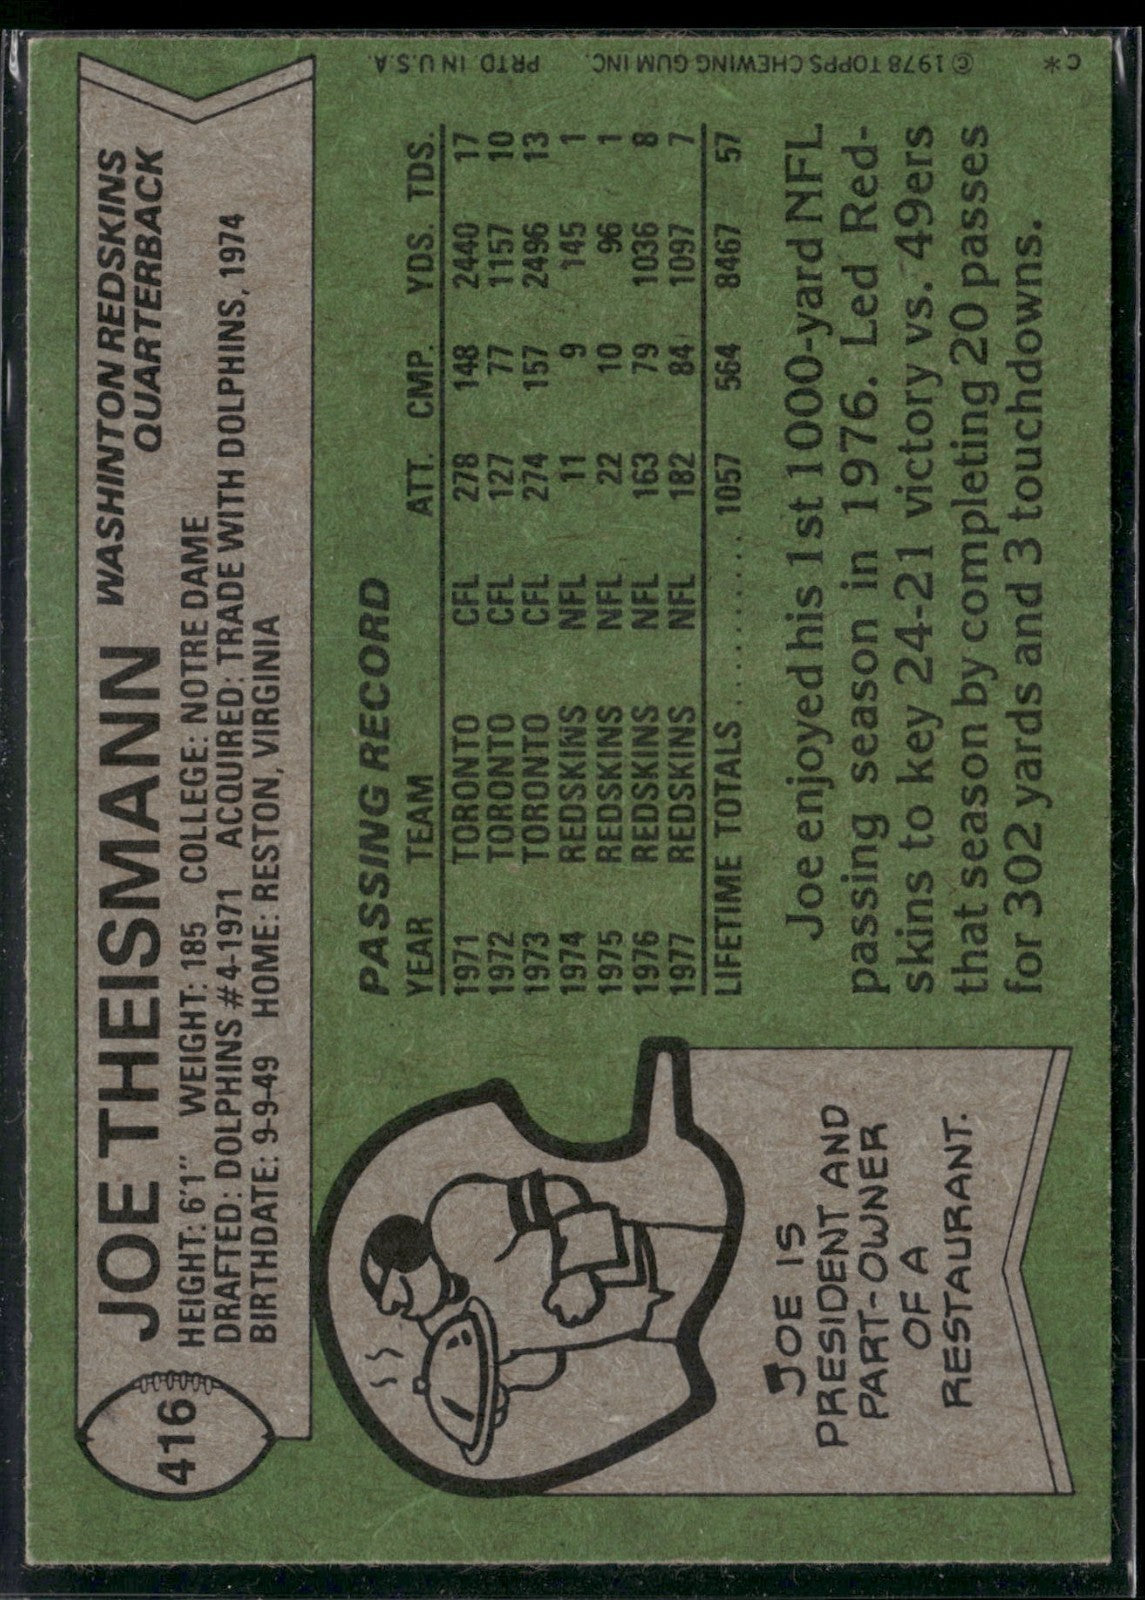 416
JOE THEISMANN WASHINTON REDSKINS
QUARTERBACK
HEIGHT: 6'1" WEIGHT: 185 COLLEGE: NOTRE DAME
DRAFTED: DOLPHINS #4-1971 ACQUIRED: TRADE WITH DOLPHINS, 1974
BIRTHDATE: 9-9-49 HOME: RESTON, VIRGINIA
JOE IS
PRESIDENT AND
PART-OWNER
OF A
RESTAURANT.
PASSING RECORD
YEAR TEAM ATT. CMP. YDS. TDS.
1971 TORONTO CFL 278 148 2440 17
1972 TORONTO CFL 127 77 1157 10
1973 TORONTO CFL 274 157 2496 13
1974 REDSKINS NFL 11 9 145 1
1975 REDSKINS NFL 22 10 96 1
1976 REDSKINS NFL 163 79 1036 8
1977 REDSKINS NFL 182 84 1097 7
LIFETIME TOTALS .......... 1057 564 8467 57
Joe enjoyed his 1st 1000-yard NFL
passing season in 1976. Led Red-
skins to key 24-21 victory vs. 49ers
that season by completing 20 passes
for 302 yards and 3 touchdowns.
C* © 1978 TOPPS CHEWING GUM INC. PRTD IN U.S.A